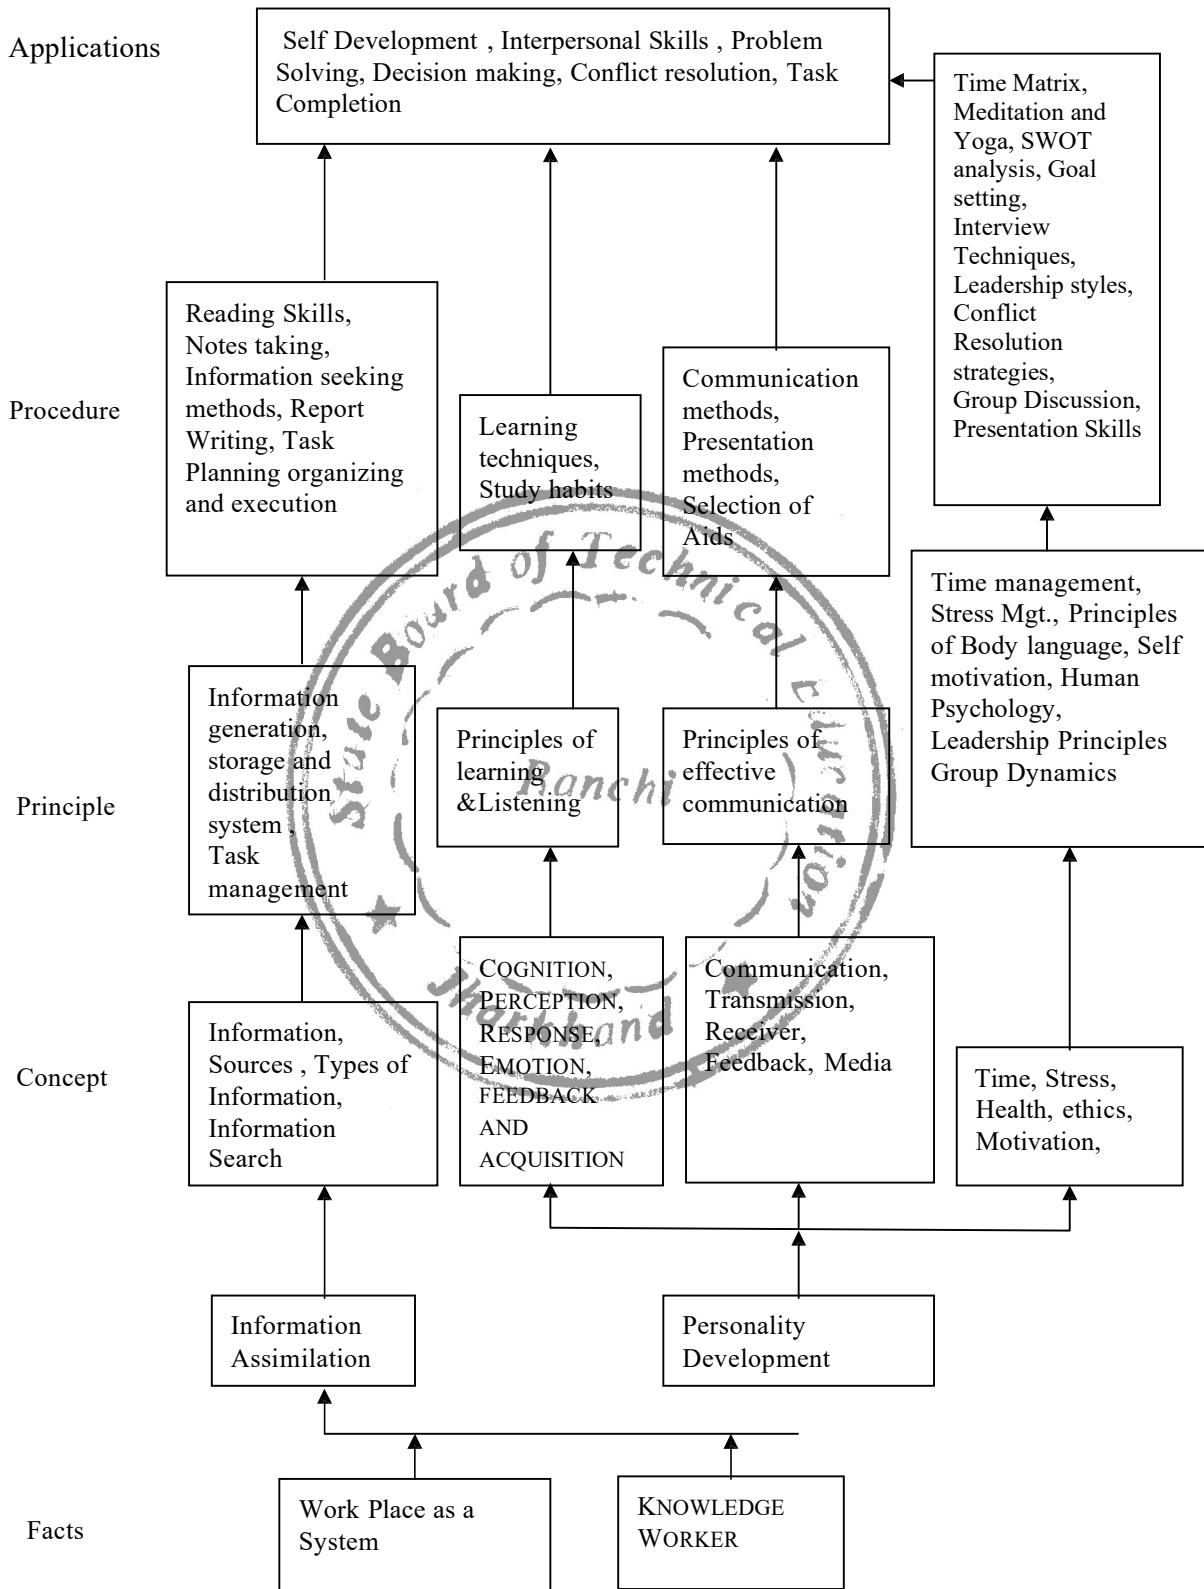 Applications
Self Development , Interpersonal Skills , Problem
Solving, Decision making, Conflict resolution, Task
Completion
Time Matrix,
Meditation and
Yoga, SWOT
analysis, Goal
setting,
Interview
Techniques,
Leadership styles,
Conflict
Resolution
strategies,
Group Discussion,
Presentation Skills
Procedure
Reading Skills,
Notes taking,
Information seeking
methods, Report
Writing, Task
Planning organizing
and execution
Learning
techniques,
Study habits
Communication
methods,
Presentation
methods,
Selection of
Aids
Principle
Information
generation,
storage and
distribution
system ,
Task
management
Principles of
learning
&Listening
Principles of
effective
communication
Time management,
Stress Mgt., Principles
of Body language, Self
motivation, Human
Psychology,
Leadership Principles
Group Dynamics
Concept
Information,
Sources , Types of
Information,
Information
Search
COGNITION,
PERCEPTION,
RESPONSE,
EMOTION,
FEEDBACK
AND
ACQUISITION
Communication,
Transmission,
Receiver,
Feedback, Media
Time, Stress,
Health, ethics,
Motivation,
Information
Assimilation
Personality
Development
Facts
Work Place as a
System
KNOWLEDGE
WORKER
State Board of Technical Education
Ranchi
Jharkhand